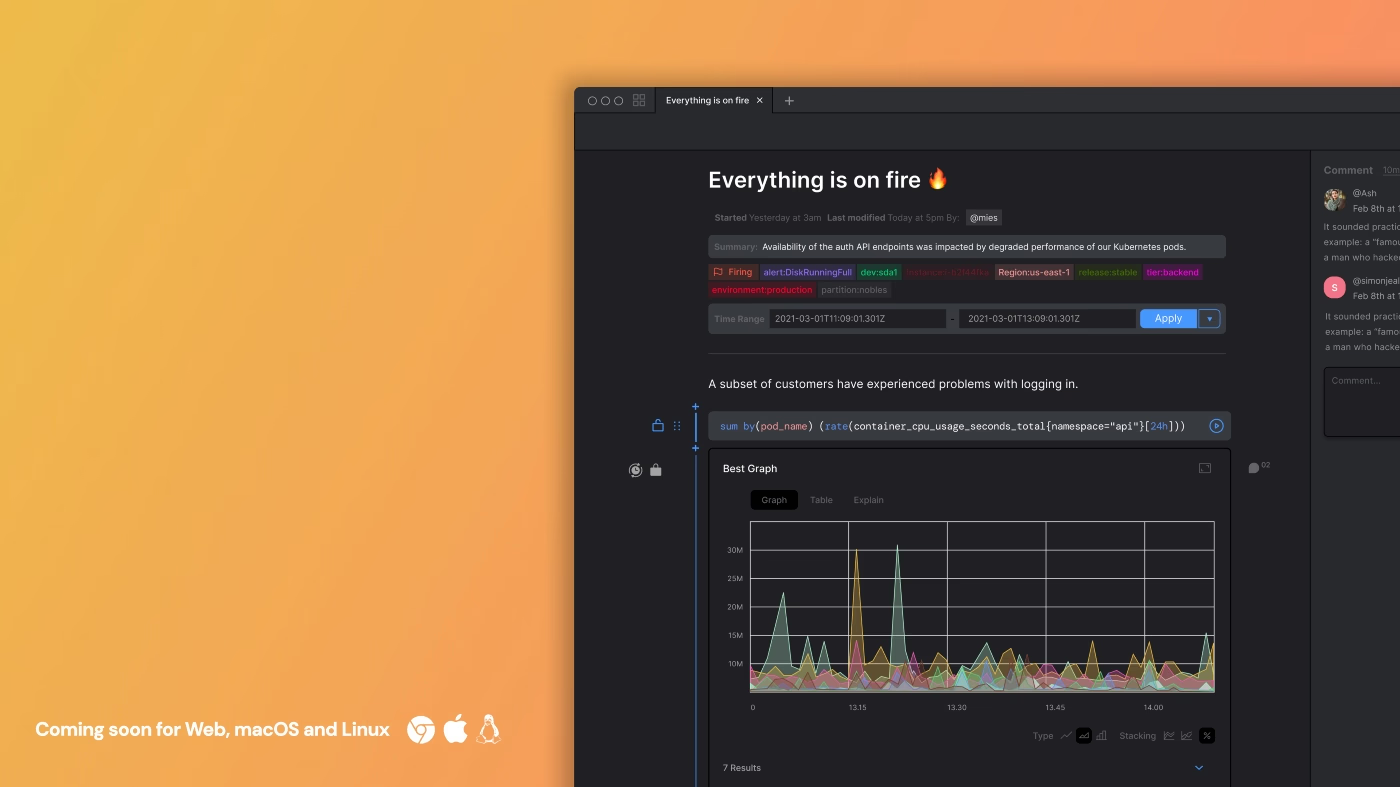 Everything is on fire
Everything is on fire 🔥
Started Yesterday at 3am Last modified Today at 5pm By: @mies
Summary: Availability of the auth API endpoints was impacted by degraded performance of our Kubernetes pods.
Firing alert:DiskRunningFull dev:sda1 Region:us-east-1 release:stable tier:backend
environment:production partition:nobles
Time Range 2021-03-01T11:09:01.301Z - 2021-03-01T13:09:01.301Z Apply
A subset of customers have experienced problems with logging in.
sum by(pod_name) (rate(container_cpu_usage_seconds_total{namespace="api"}[24h]))
Best Graph
02
Graph Table Explain
30M
25M
20M
15M
10M
0 13.15 13.30 13.45 14.00
Type Stacking %
7 Results
Comment 10m
@Ash
Feb 8th at 1
It sounded practic
example: a "famou
a man who hacke
S @simonjeal
Feb 8th at 1
It sounded practic
example: a "famo
a man who hacke
Comment...
Coming soon for Web, macOS and Linux